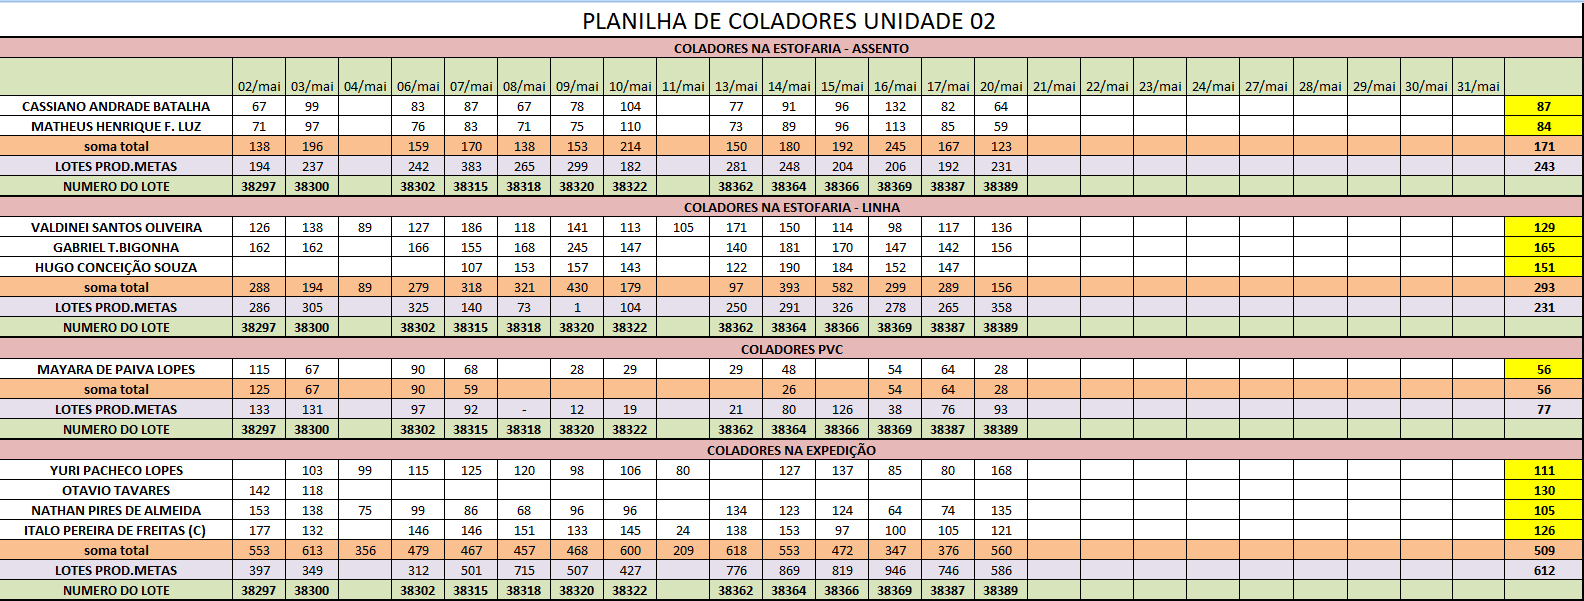 PLANILHA DE COLADORES UNIDADE 02
COLADORES NA ESTOFARIA - ASSENTO
02/mai 03/mai 04/mai 06/mai 07/mai 08/mai 09/mai 10/mai 11/mai 13/mai 14/mai 15/mai 16/mai 17/mai 20/mai 21/mai 22/mai 23/mai 24/mai 27/mai 28/mai 29/mai 30/mai 31/mai
CASSIANO ANDRADE BATALHA 67 99 83 87 67 78 104 77 91 96 132 82 64 87
MATHEUS HENRIQUE F. LUZ 71 97 76 83 71 75 110 73 89 96 113 85 59 84
soma total 138 196 159 170 138 153 214 150 180 192 245 167 123 171
LOTES PROD.METAS 194 237 242 383 265 299 182 281 248 204 206 192 231 243
NUMERO DO LOTE 38297 38300 38302 38315 38318 38320 38322 38362 38364 38366 38369 38387 38389
COLADORES NA ESTOFARIA - LINHA
VALDINEI SANTOS OLIVEIRA 126 138 89 127 186 118 141 113 105 171 150 114 98 117 136 129
GABRIEL T.BIGONHA 162 162 166 155 168 245 147 140 181 170 147 142 156 165
HUGO CONCEIÇÃO SOUZA 107 153 157 143 122 190 184 152 147 151
soma total 288 194 89 279 318 321 430 179 97 393 582 299 289 156 293
LOTES PROD.METAS 286 305 325 140 73 1 104 250 291 326 278 265 358 231
NUMERO DO LOTE 38297 38300 38302 38315 38318 38320 38322 38362 38364 38366 38369 38387 38389
COLADORES PVC
MAYARA DE PAIVA LOPES 115 67 90 68 28 29 29 48 54 64 28 56
soma total 125 67 90 59 26 54 64 28 56
LOTES PROD.METAS 133 131 97 92 - 12 19 21 80 126 38 76 93 77
NUMERO DO LOTE 38297 38300 38302 38315 38318 38320 38322 38362 38364 38366 38369 38387 38389
COLADORES NA EXPEDIÇÃO
YURI PACHECO LOPES 103 99 115 125 120 98 106 80 127 137 85 80 168 111
OTAVIO TAVARES 142 118 130
NATHAN PIRES DE ALMEIDA 153 138 75 99 86 68 96 96 134 123 124 64 74 135 105
ITALO PEREIRA DE FREITAS (C) 177 132 146 146 151 133 145 24 138 153 97 100 105 121 126
soma total 553 613 356 479 467 457 468 600 209 618 553 472 347 376 560 509
LOTES PROD.METAS 397 349 312 501 715 507 427 776 869 819 946 746 586 612
NUMERO DO LOTE 38297 38300 38302 38315 38318 38320 38322 38362 38364 38366 38369 38387 38389